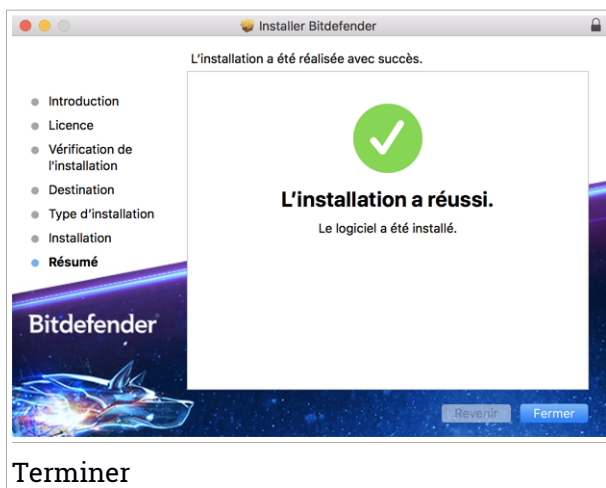 Installer Bitdefender
L'installation a été réalisée avec succès.
Introduction
Licence
Vérification de
l'installation
Destination
Type d'installation
Installation
Résumé
L'installation a réussi.
Le logiciel a été installé.
Bitdefender
Revenir
Fermer
Terminer